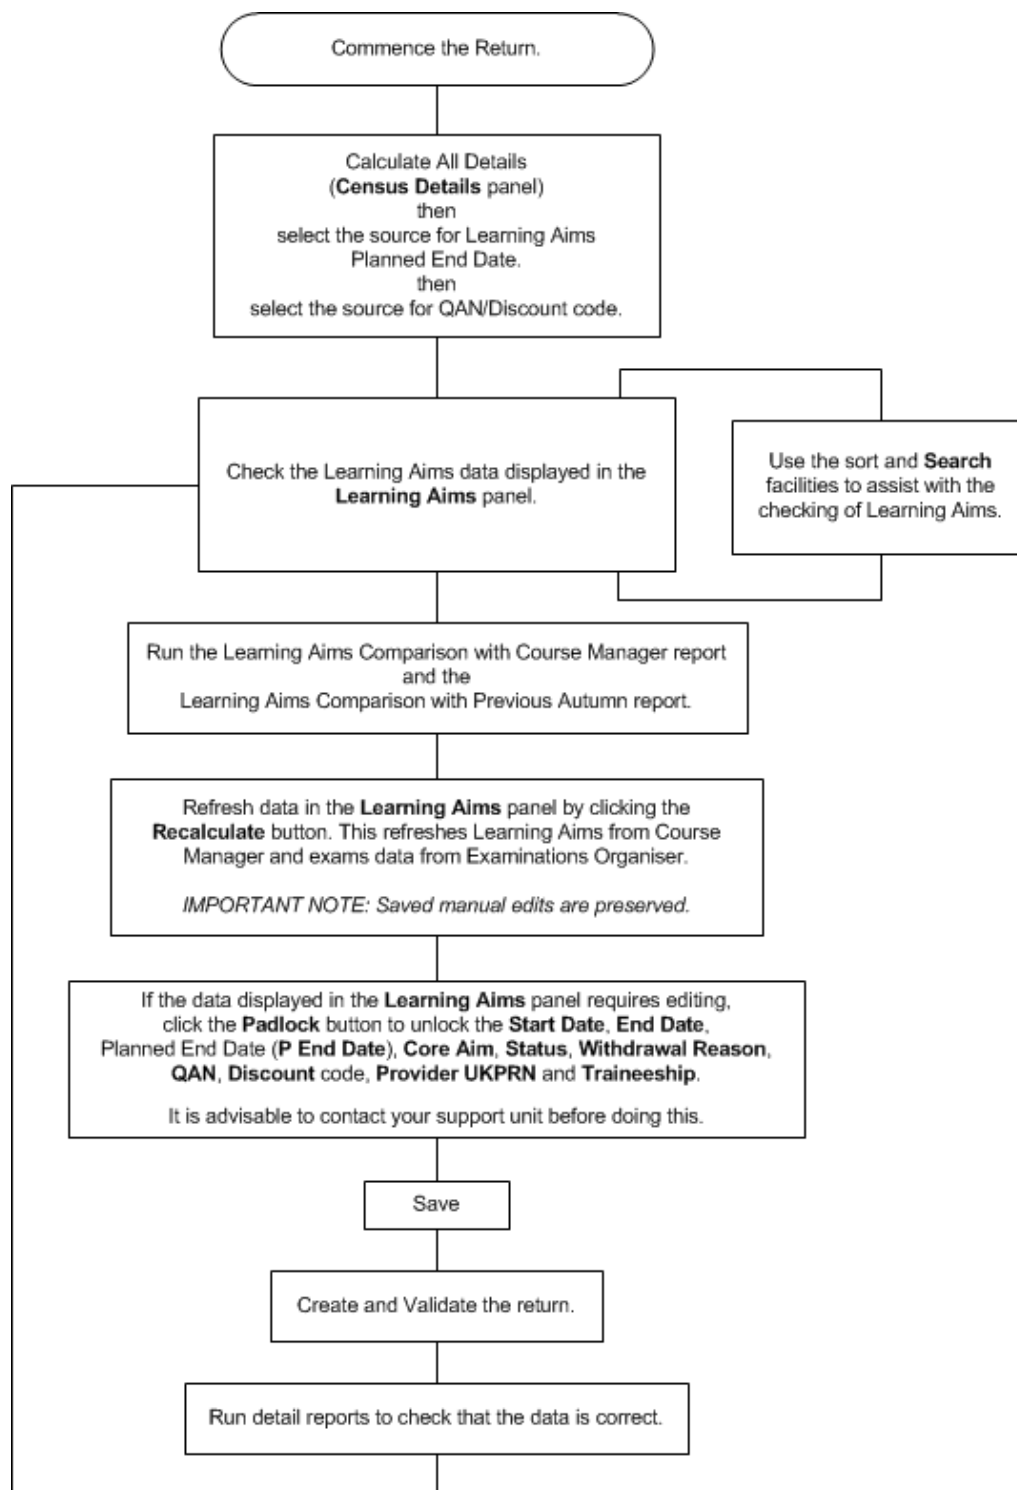 Commence the Return.
Calculate All Details
(Census Details panel)
then
select the source for Learning Aims
Planned End Date.
then
select the source for QAN/Discount code.
Check the Learning Aims data displayed in the
Learning Aims panel.
Use the sort and Search
facilities to assist with the
checking of Learning Aims.
Run the Learning Aims Comparison with Course Manager report
and the
Learning Aims Comparison with Previous Autumn report.
Refresh data in the Learning Aims panel by clicking the
Recalculate button. This refreshes Learning Aims from Course
Manager and exams data from Examinations Organiser.
IMPORTANT NOTE: Saved manual edits are preserved.
If the data displayed in the Learning Aims panel requires editing,
click the Padlock button to unlock the Start Date, End Date,
Planned End Date (P End Date), Core Aim, Status, Withdrawal Reason,
QAN, Discount code, Provider UKPRN and Traineeship.
It is advisable to contact your support unit before doing this.
Save
Create and Validate the return.
Run detail reports to check that the data is correct.